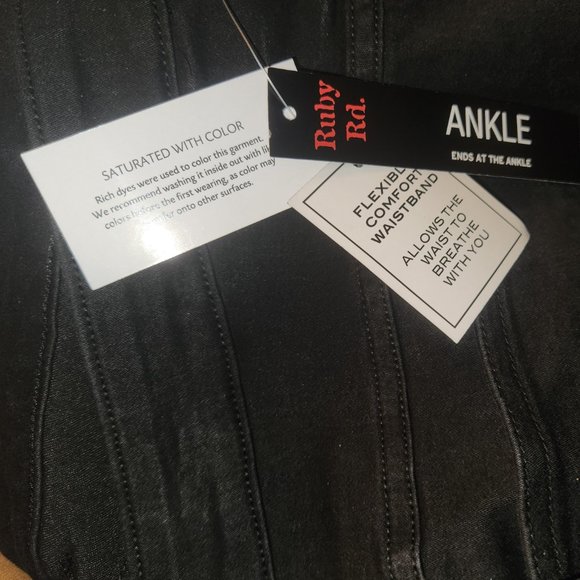 SATURATED WITH COLOR
Rich dyes were used to color this garment.
We recommend washing it inside out with
colors before the first wearing, as color may
onto other surfaces.
Ruby
Rd.
ANKLE
ENDS AT THE ANKLE
COMFORT
WAISTBAND
ALLOWS THE
WAIST TO
BREATHE
WITH YOU